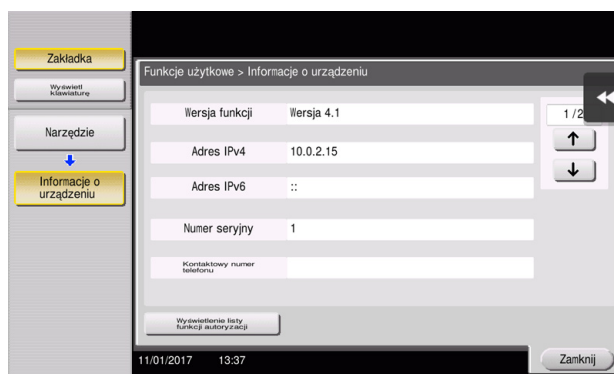 Zakładka
Wyświetl
klawiaturę
Narzędzie
Informacje o
urządzeniu
Funkcje użytkowe > Informacje o urządzeniu
Wersja funkcji Wersja 4.1
1/2
Adres IPv4 10.0.2.15
Adres IPv6 ::
Numer seryjny 1
Kontaktowy numer
telefonu
Wyświetlenie listy
funkcji autoryzacji
11/01/2017 13:37
Zamknij